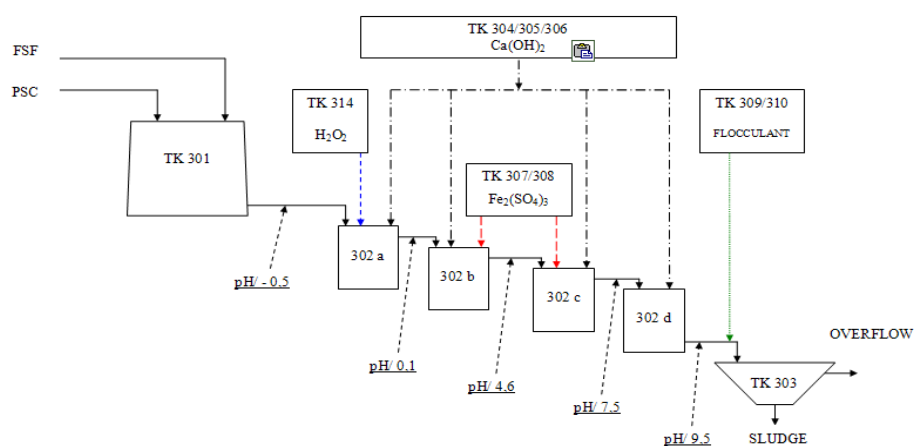 TK 304/305/306
Ca(OH)2
FSF
PSC
TK 314
H2O2
TK 309/310
FLOCCULANT
TK 301
TK 307/308
Fe2(SO4)3
302 a
302 b
302 c
302 d
pH/ - 0.5
pH/ 0.1
pH/ 4.6
pH/ 7.5
pH/ 9.5
OVERFLOW
TK 303
SLUDGE